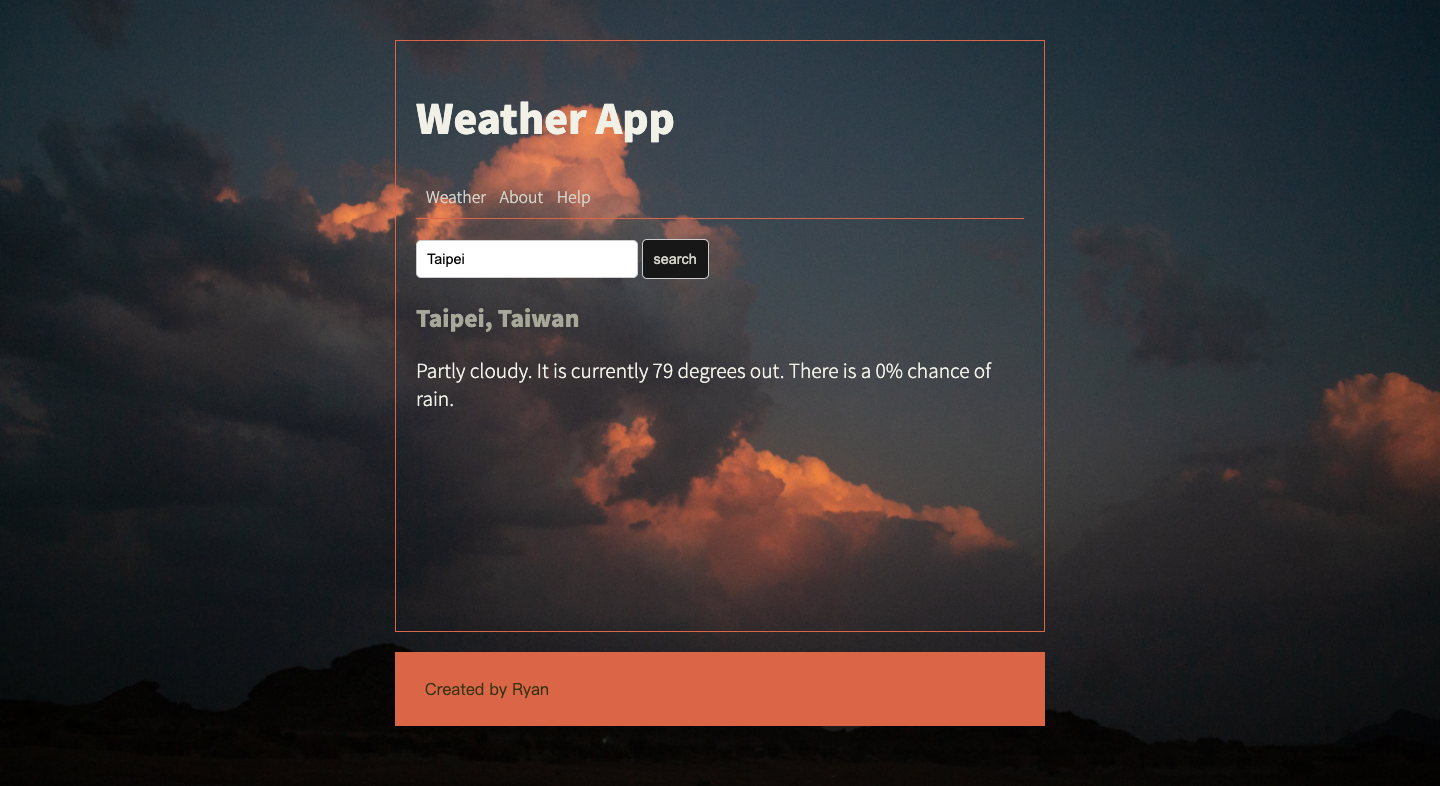 Weather App
Weather About Help
Taipei search
Taipei, Taiwan
Partly cloudy. It is currently 79 degrees out. There is a 0% chance of
rain.
Created by Ryan